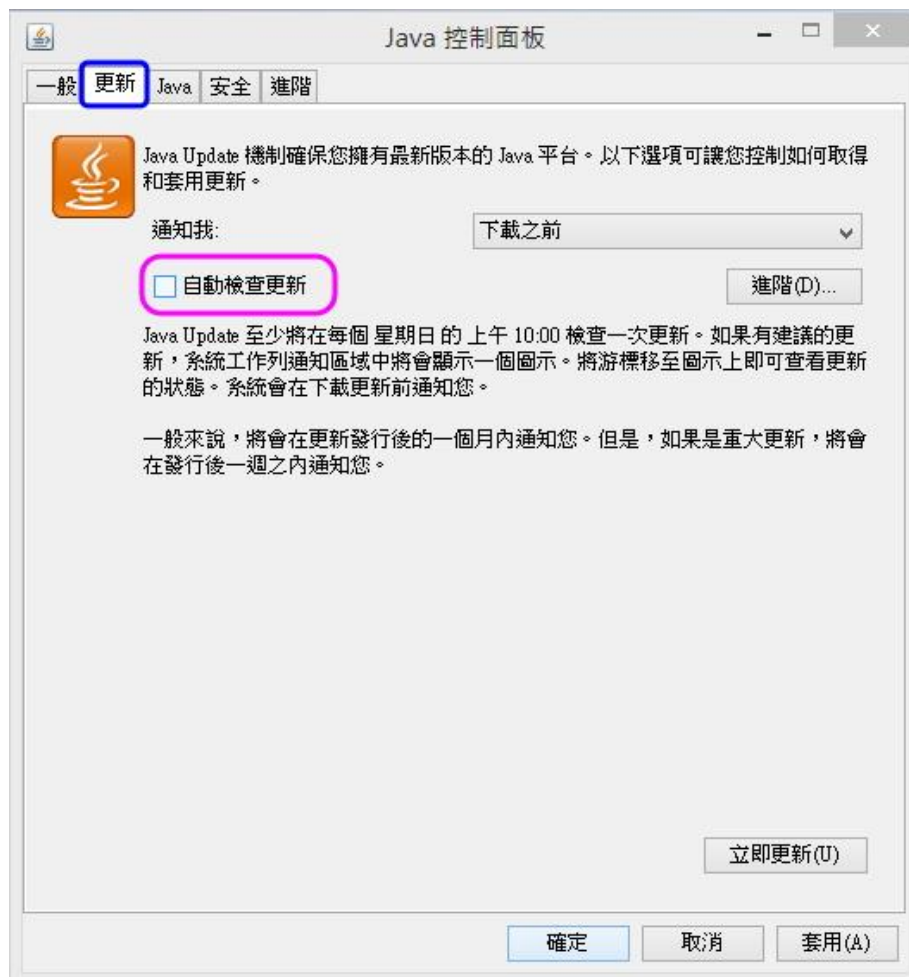 Java 控制面板
一般 更新 Java 安全 進階
Java Update 機制確保您擁有最新版本的 Java 平台。以下選項可讓您控制如何取得
和套用更新。
通知我: 下載之前
自動檢查更新 進階(D)...
Java Update 至少將在每個 星期日 的 上午 10:00 檢查一次更新。如果有建議的更
新，系統工作列通知區域中將會顯示一個圖示。將游標移至圖示上即可查看更新
的狀態。系統會在下載更新前通知您。
一般來說，將會在更新發行後的一個月內通知您。但是，如果是重大更新，將會
在發行後一週之內通知您。
立即更新(U)
確定 取消 套用(A)